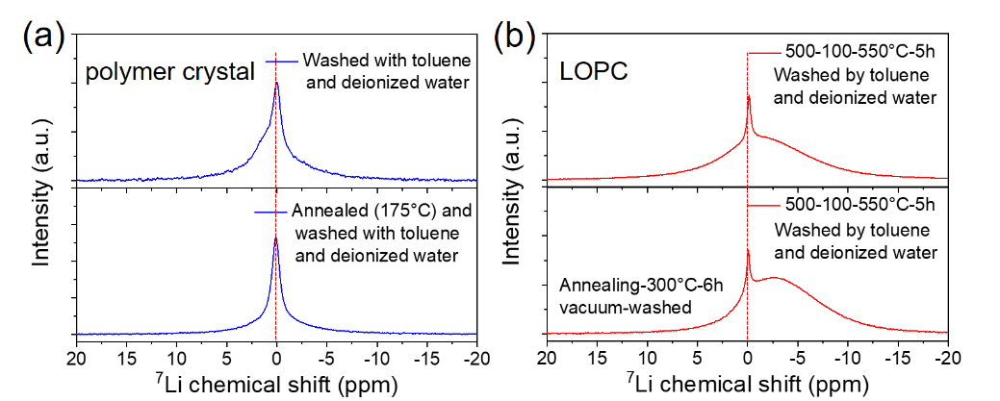 (a)
polymer crystal
Washed with toluene
and deionized water
Annealed (175°C) and
washed with toluene
and deionized water
Intensity (a.u.)
20 15 10 5 0 -5 -10 -15 -20
⁷Li chemical shift (ppm)
(b)
LOPC
500-100-550°C-5h
Washed by toluene
and deionized water
500-100-550°C-5h
Washed by toluene
and deionized water
Annealing-300°C-6h
vacuum-washed
Intensity (a.u.)
20 15 10 5 0 -5 -10 -15 -20
⁷Li chemical shift (ppm)